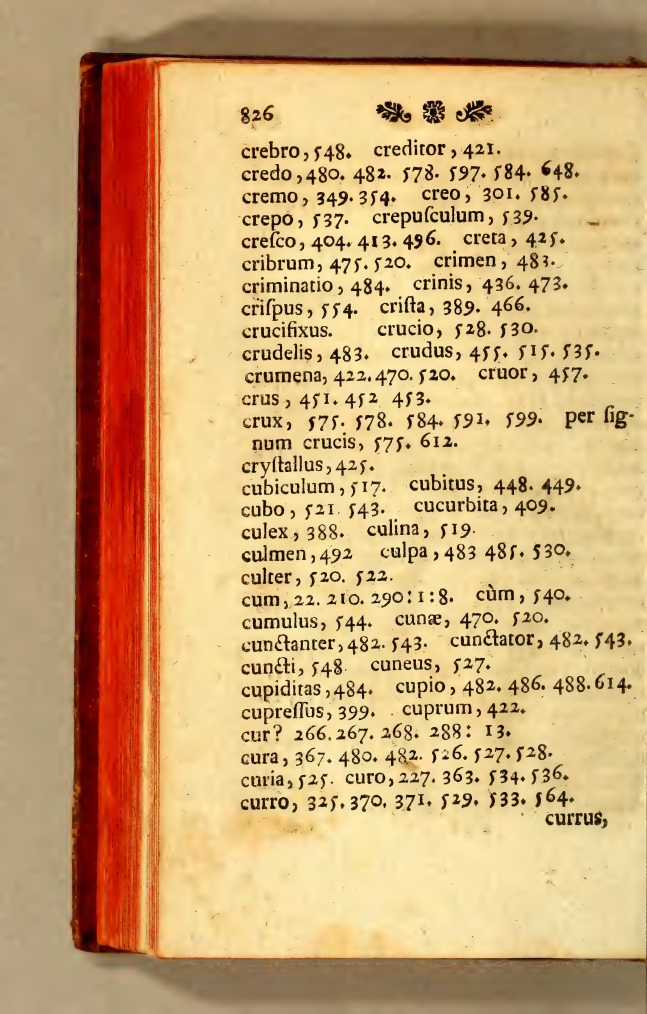 826
crebro, 548. creditor, 421.
credo, 480. 482. 578. 597. 584. 648.
cremo, 349. 354. creo, 301. 585.
crepo, 537. crepuſculum, 539.
creſco, 404. 413. 496. creta, 425.
cribrum, 475. 520. crimen, 483.
criminatio, 484. crinis, 436. 473.
criſpus, 554. criſta, 389. 466.
crucifixus. crucio, 528. 530.
crudelis, 483. crudus, 455. 515. 535.
crumena, 422. 470. 520. cruor, 457.
crus, 451. 452 453.
crux, 575. 578. 584. 591. 599. per ſig-
num crucis, 575. 612.
cryſtallus, 425.
cubiculum, 517. cubitus, 448. 449.
cubo, 521. 543. cucurbita, 409.
culex, 388. culina, 519.
culmen, 492 culpa, 483 485. 530.
culter, 520. 522.
cum, 22. 210. 290: 1: 8. cùm, 540.
cumulus, 544. cunæ, 470. 520.
cunctanter, 482. 543. cunctator, 482. 543.
cuncti, 548. cuneus, 527.
cupiditas, 484. cupio, 482. 486. 488. 614.
cupreſſus, 399. cuprum, 422.
cur? 266. 267. 268. 288: 13.
cura, 367. 480. 482. 526. 527. 528.
curia, 525. curo, 227. 363. 534. 536.
curro, 325. 370. 371. 529. 533. 564.
currus,